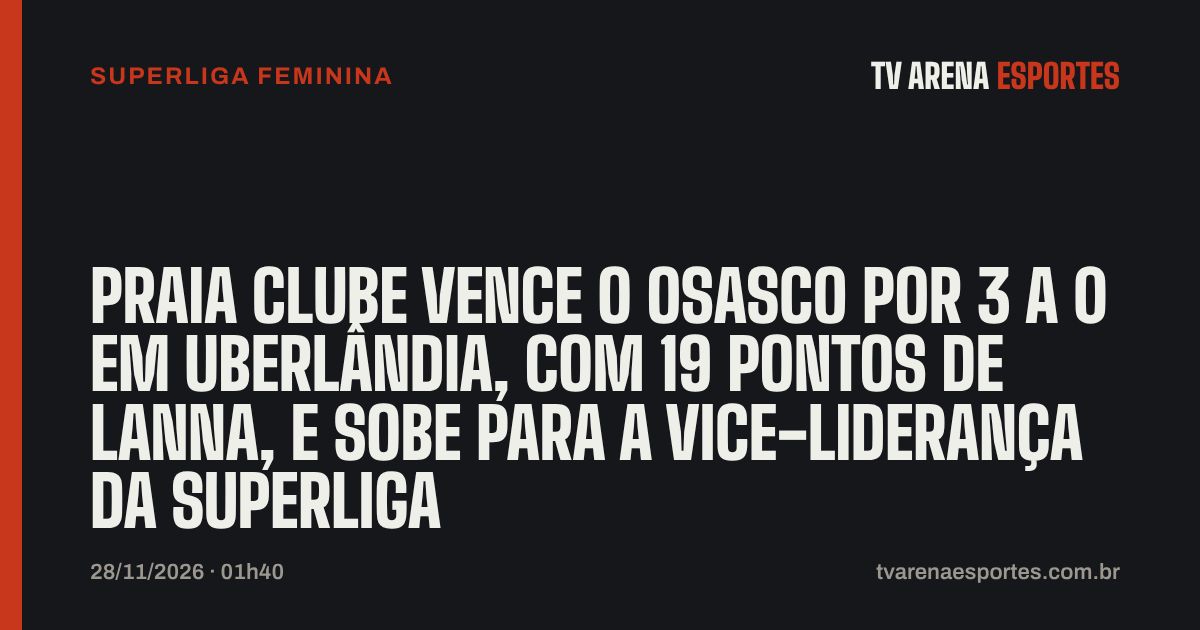 SUPERLIGA FEMININA
TV ARENA ESPORTES
PRAIA CLUBE VENCE O OSASCO POR 3 A 0
EM UBERLÂNDIA, COM 19 PONTOS DE
LANNA, E SOBE PARA A VICE-LIDERANÇA
DA SUPERLIGA
28/11/2026 · 01h40
tvarenaesportes.com.br